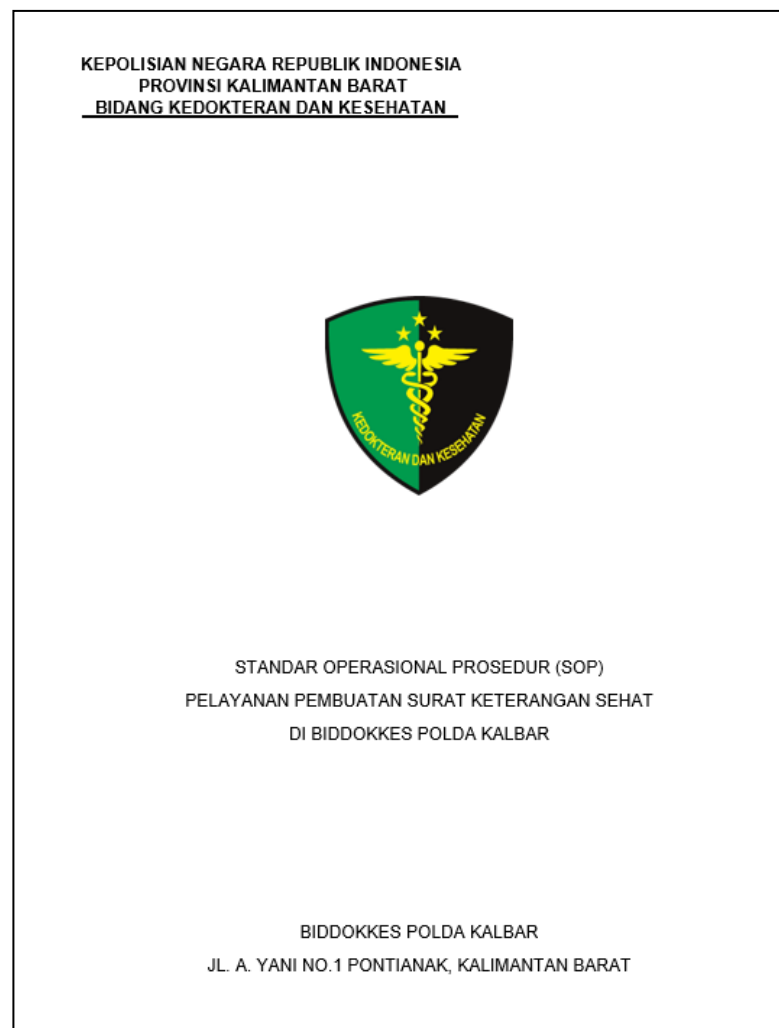 KEPOLISIAN NEGARA REPUBLIK INDONESIA
PROVINSI KALIMANTAN BARAT
BIDANG KEDOKTERAN DAN KESEHATAN
KEDOKTERAN DAN KESEHATAN
STANDAR OPERASIONAL PROSEDUR (SOP)
PELAYANAN PEMBUATAN SURAT KETERANGAN SEHAT
DI BIDDOKKES POLDA KALBAR
BIDDOKKES POLDA KALBAR
JL. A. YANI NO.1 PONTIANAK, KALIMANTAN BARAT